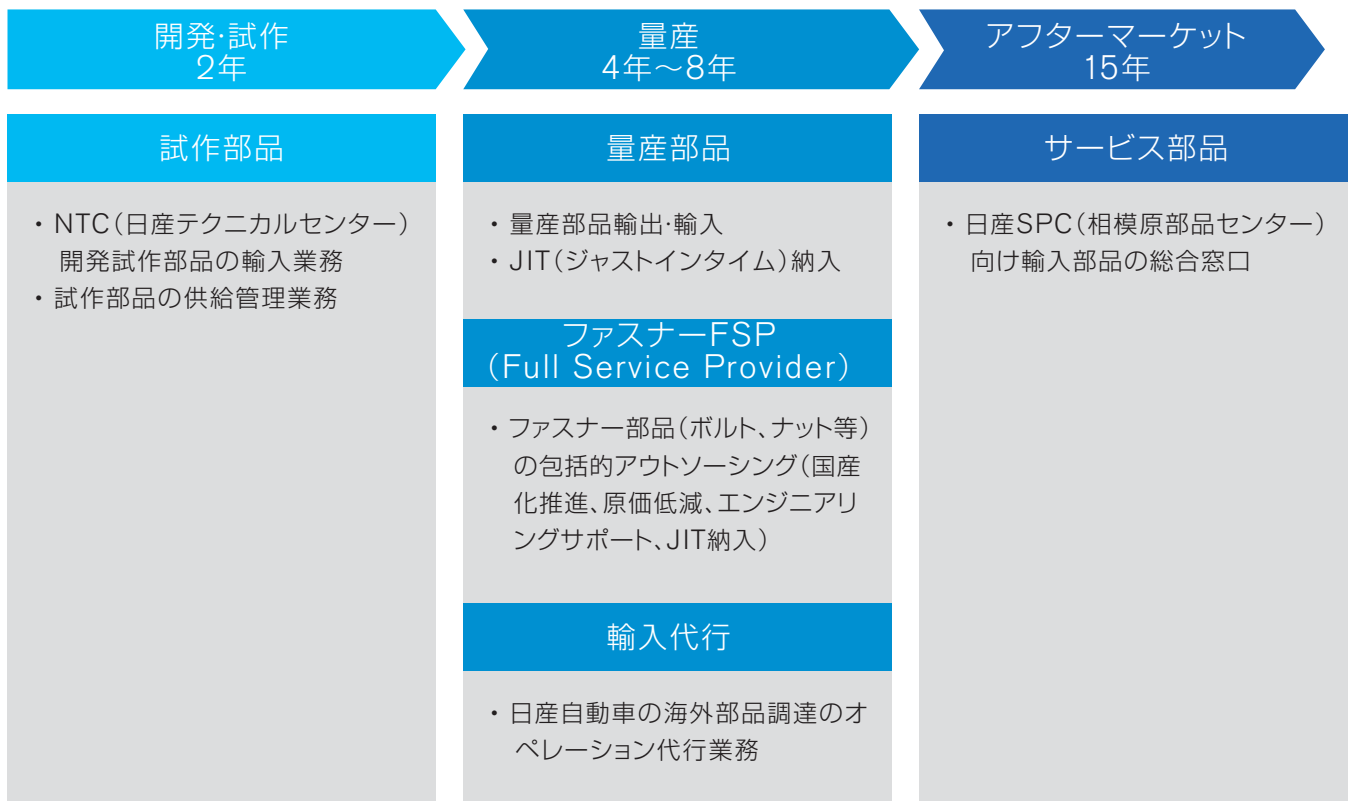 開発･試作
2年
量産
4年～8年
アフターマーケット
15年
試作部品
・NTC（日産テクニカルセンター）
開発試作部品の輸入業務
・試作部品の供給管理業務
量産部品
・量産部品輸出･輸入
・JIT（ジャストインタイム）納入
ファスナーFSP
（Full Service Provider）
・ファスナー部品（ボルト、ナット等）
の包括的アウトソーシング（国産
化推進、原価低減、エンジニアリ
ングサポート、JIT納入）
輸入代行
・日産自動車の海外部品調達のオ
ペレーション代行業務
サービス部品
・日産SPC（相模原部品センター）
向け輸入部品の総合窓口